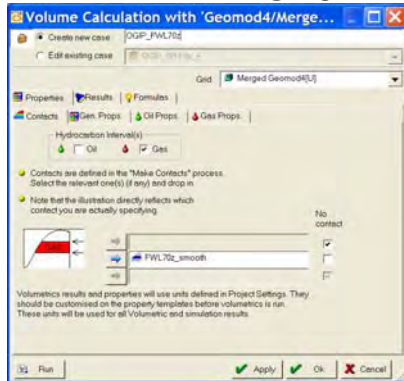 Volume Calculation with 'Geomod4/Merge...
Create new case OGIP_FWL70z
Edit existing case
Grid Merged Geomod4[U]
Properties Results Formulas
Contacts Gen. Props. Oil Props. Gas Props.
Hydrocarbon Interval(s)
Oil Gas
Contacts are defined in the "Make Contacts" process.
Select the relevant one(s) (if any) and drop in
Note that the illustration directly reflects which
contact you are actually specifying.
No
contact
FWL70z_smooth
Volumetrics results and properties will use units defined in Project Settings. They
should be customised on the property templates before volumetrics is run.
These units will be used for all Volumetric and simulation results.
Run Apply Ok Cancel